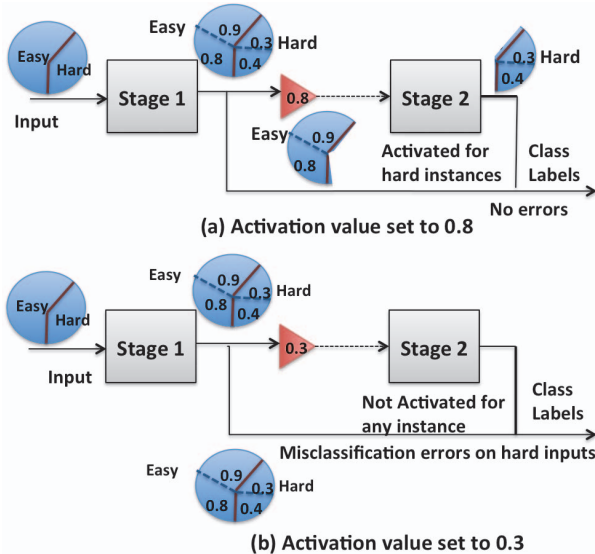 Easy
Hard
Input
Stage 1
Easy
0.9
0.3
Hard
0.8
0.4
0.8
Easy
0.9
0.8
Stage 2
Activated for
hard instances
0.3
Hard
0.4
Class
Labels
No errors
(a) Activation value set to 0.8
Easy
Hard
Input
Stage 1
Easy
0.9
0.3
Hard
0.8
0.4
0.3
Stage 2
Not Activated for
any instance
Class
Labels
Misclassification errors on hard inputs
Easy
0.9
0.3
Hard
0.8
0.4
(b) Activation value set to 0.3